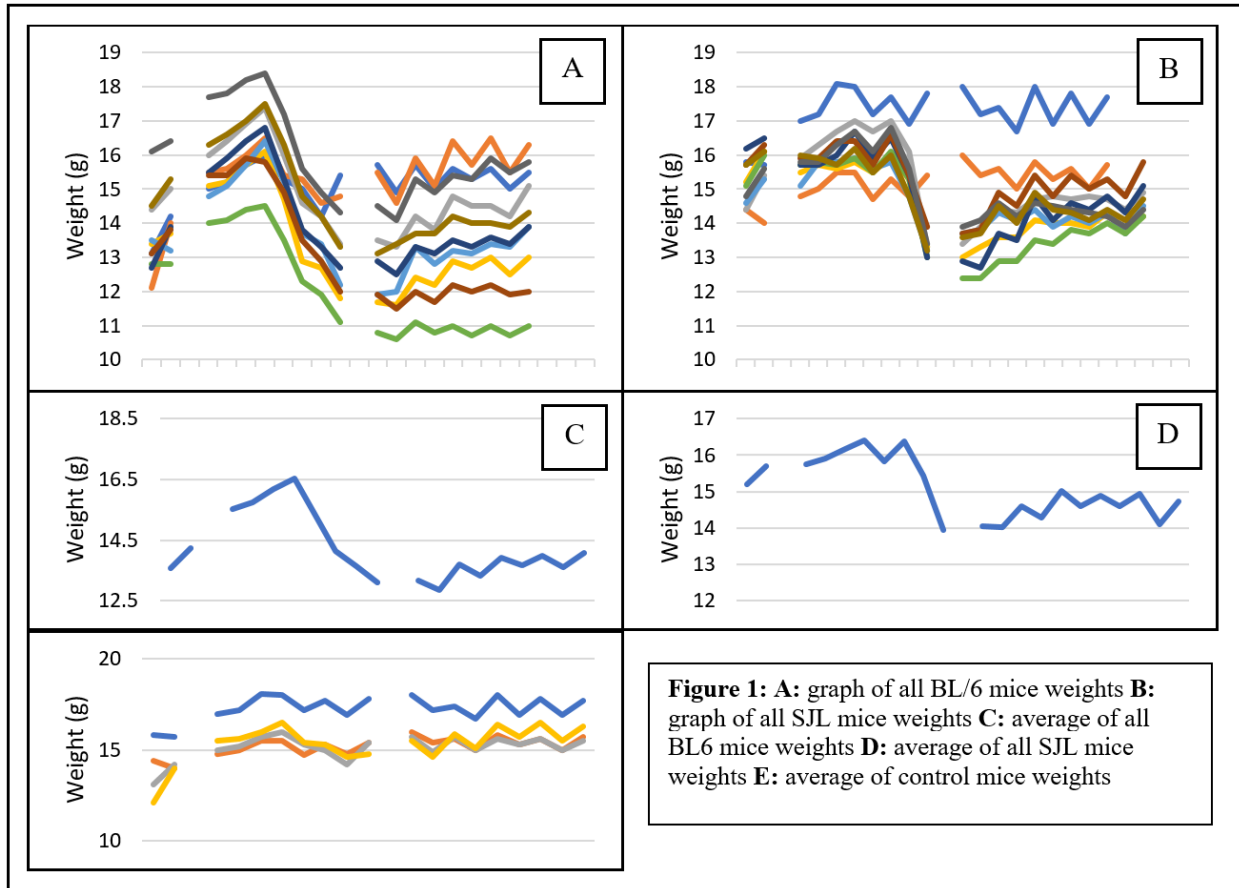 A
Weight (g)
19
18
17
16
15
14
13
12
11
10
B
Weight (g)
19
18
17
16
15
14
13
12
11
10
C
Weight (g)
18.5
16.5
14.5
12.5
D
Weight (g)
17
16
15
14
13
12
Weight (g)
20
15
10
Figure 1: A: graph of all BL/6 mice weights B:
graph of all SJL mice weights C: average of all
BL6 mice weights D: average of all SJL mice
weights E: average of control mice weights